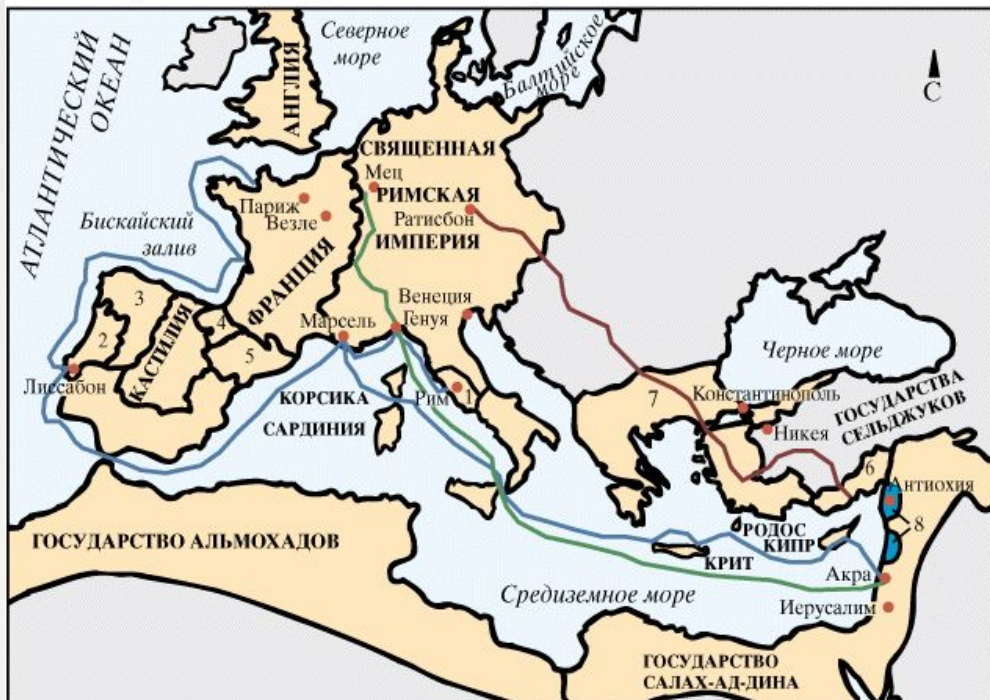 АТЛАНТИЧЕСКИЙ
ОКЕАН
Северное
море
Балтийское
море
С
АНГЛИЯ
СВЯЩЕННАЯ
Мец
РИМСКАЯ
Париж
Везле
Ратисбон
ИМПЕРИЯ
Бискайский
залив
ФРАНЦИЯ
Венеция
Генуя
Марсель
3
2
КАСТИЛИЯ
4
5
Лиссабон
КОРСИКА
САРДИНИЯ
Рим
1
Черное море
7
Константинополь
Никея
ГОСУДАРСТВА
СЕЛЬДЖУКОВ
6
Антиохия
8
РОДОС
КИПР
КРИТ
Акра
Иерусалим
ГОСУДАРСТВО АЛЬМОХАДОВ
Средиземное море
ГОСУДАРСТВО
САЛАХ-АД-ДИНА